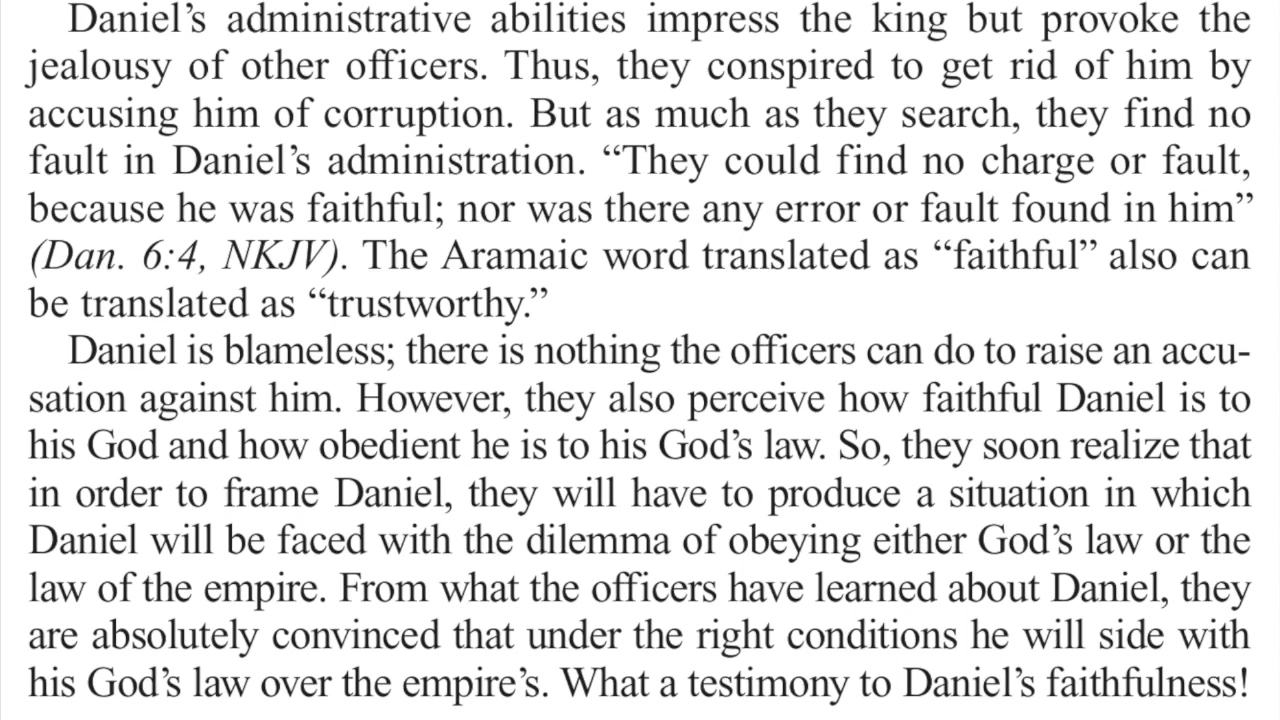 Daniel’s administrative abilities impress the king but provoke the
jealousy of other officers. Thus, they conspired to get rid of him by
accusing him of corruption. But as much as they search, they find no
fault in Daniel’s administration. “They could find no charge or fault,
because he was faithful; nor was there any error or fault found in him”
(Dan. 6:4, NKJV). The Aramaic word translated as “faithful” also can
be translated as “trustworthy.”
Daniel is blameless; there is nothing the officers can do to raise an accu-
sation against him. However, they also perceive how faithful Daniel is to
his God and how obedient he is to his God’s law. So, they soon realize that
in order to frame Daniel, they will have to produce a situation in which
Daniel will be faced with the dilemma of obeying either God’s law or the
law of the empire. From what the officers have learned about Daniel, they
are absolutely convinced that under the right conditions he will side with
his God’s law over the empire’s. What a testimony to Daniel’s faithfulness!